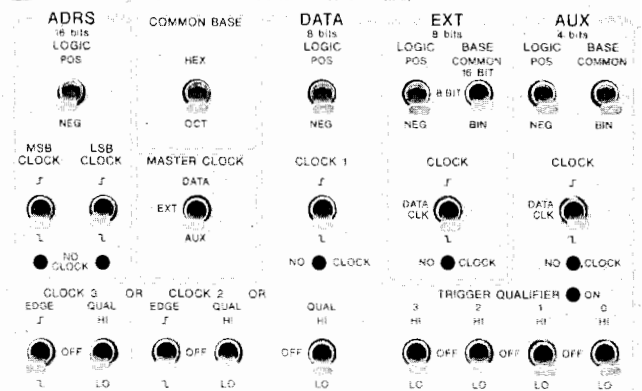 ADRS COMMON BASE DATA EXT AUX
16 bits 8 bits 8 bits 4 bits
LOGIC LOGIC LOGIC BASE LOGIC BASE
POS HEX POS POS COMMON POS COMMON
16 BIT
8 BIT
NEG OCT NEG NEG BIN NEG BIN
MSB CLOCK LSB CLOCK MASTER CLOCK CLOCK 1 CLOCK CLOCK
DATA
EXT DATA CLK DATA CLK
AUX
NO CLOCK NO CLOCK NO CLOCK NO CLOCK
CLOCK 3 OR CLOCK 2 OR TRIGGER QUALIFIER ON
EDGE QUAL EDGE QUAL QUAL 3 2 1 0
HI HI HI HI HI HI HI
OFF OFF OFF OFF OFF OFF
LO LO LO LO LO LO LO